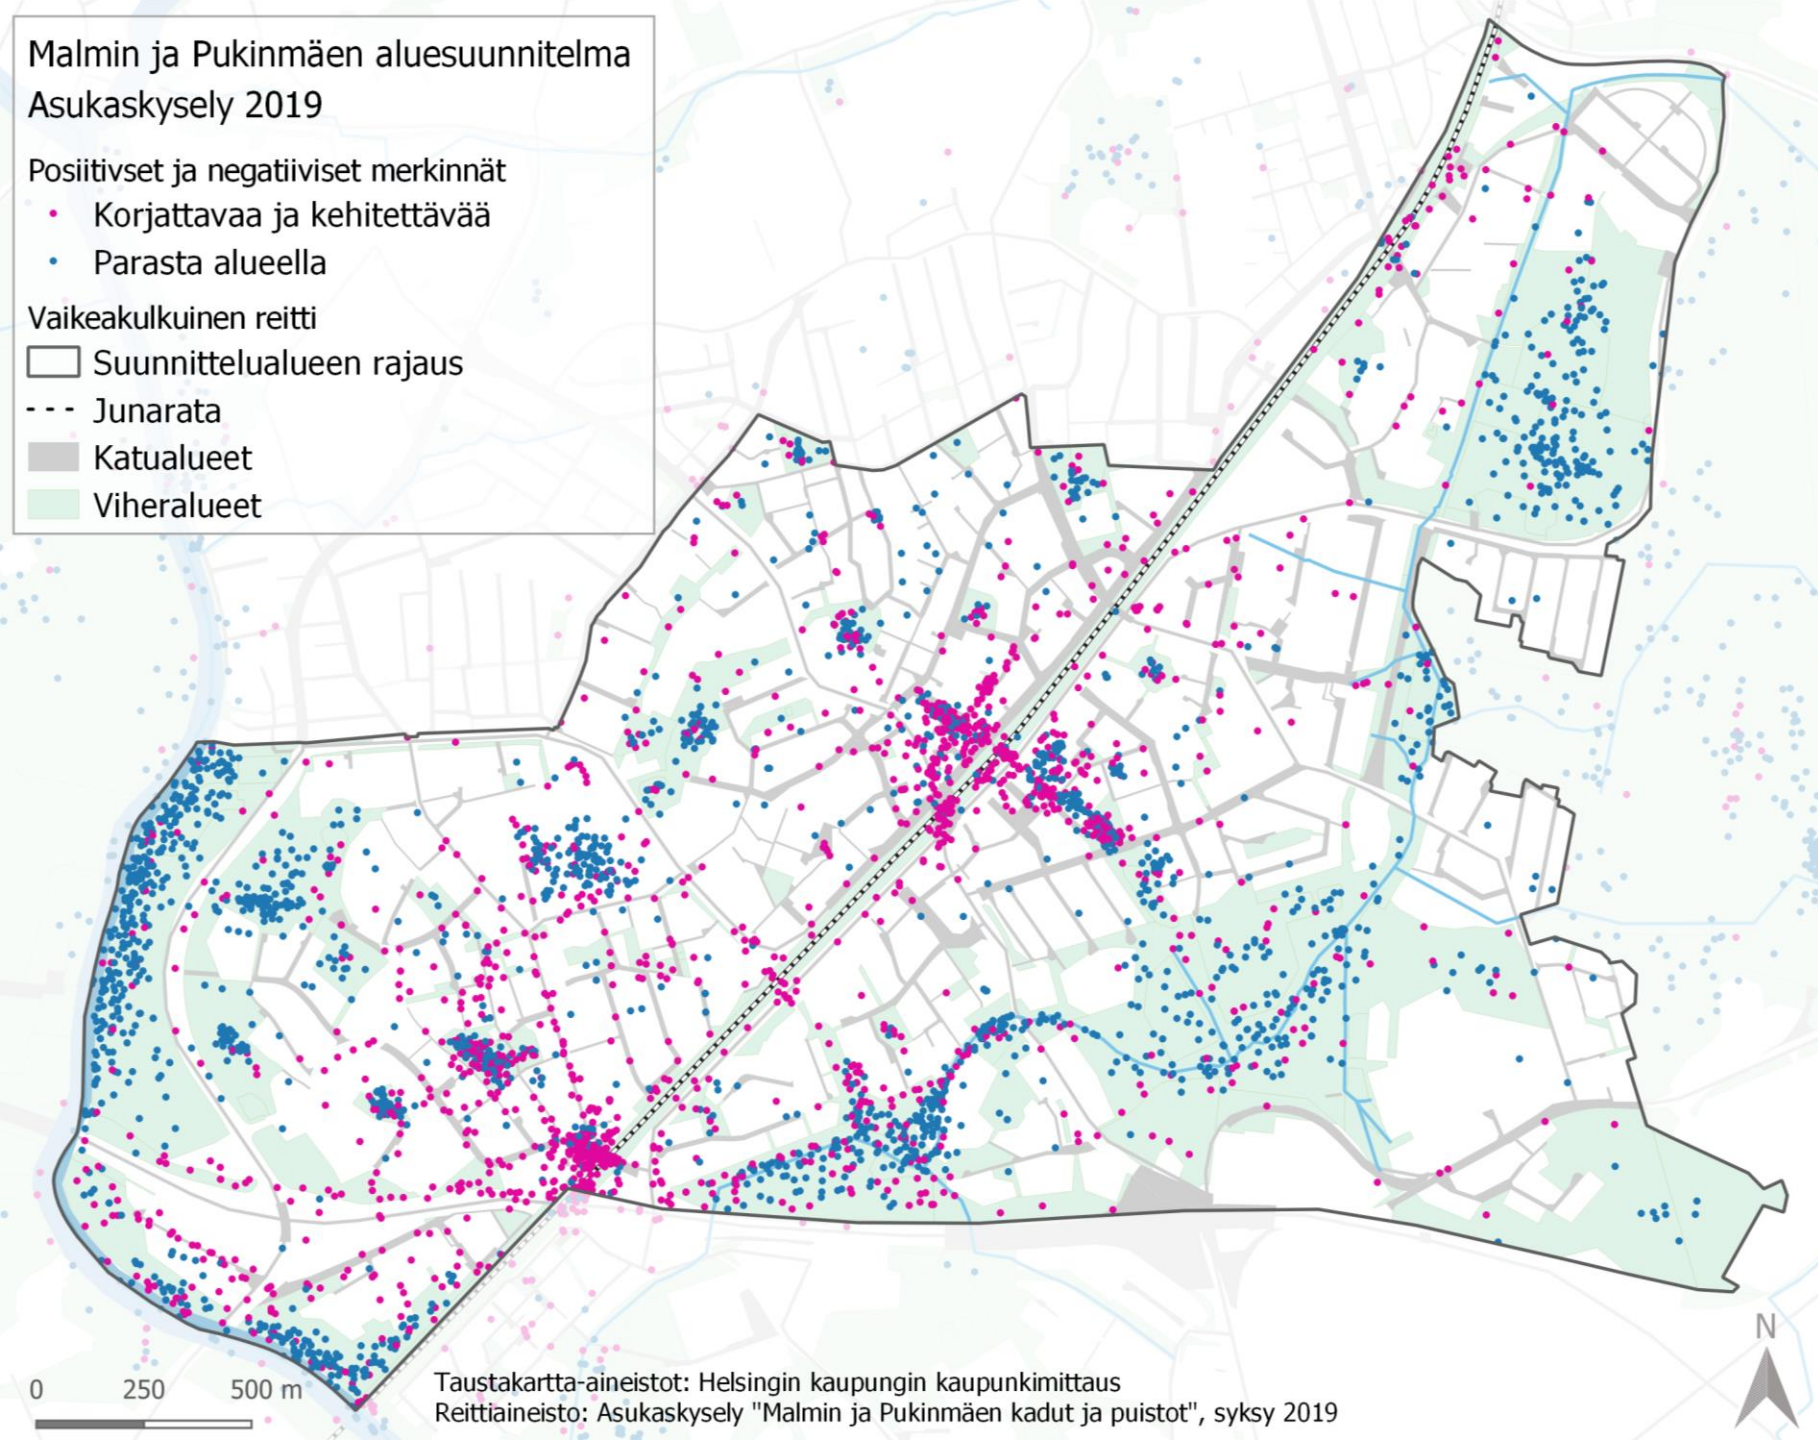 Malmin ja Pukinmäen aluesuunnitelma
Asukaskysely 2019
Posiitivset ja negatiiviset merkinnät
Korjattavaa ja kehitettävää
Parasta alueella
Vaikeakulkuinen reitti
Suunnittelualueen rajaus
Junarata
Katualueet
Viheralueet
N
0 250 500 m
Taustakartta-aineistot: Helsingin kaupungin kaupunkimittaus
Reittiaineisto: Asukaskysely "Malmin ja Pukinmäen kadut ja puistot", syksy 2019